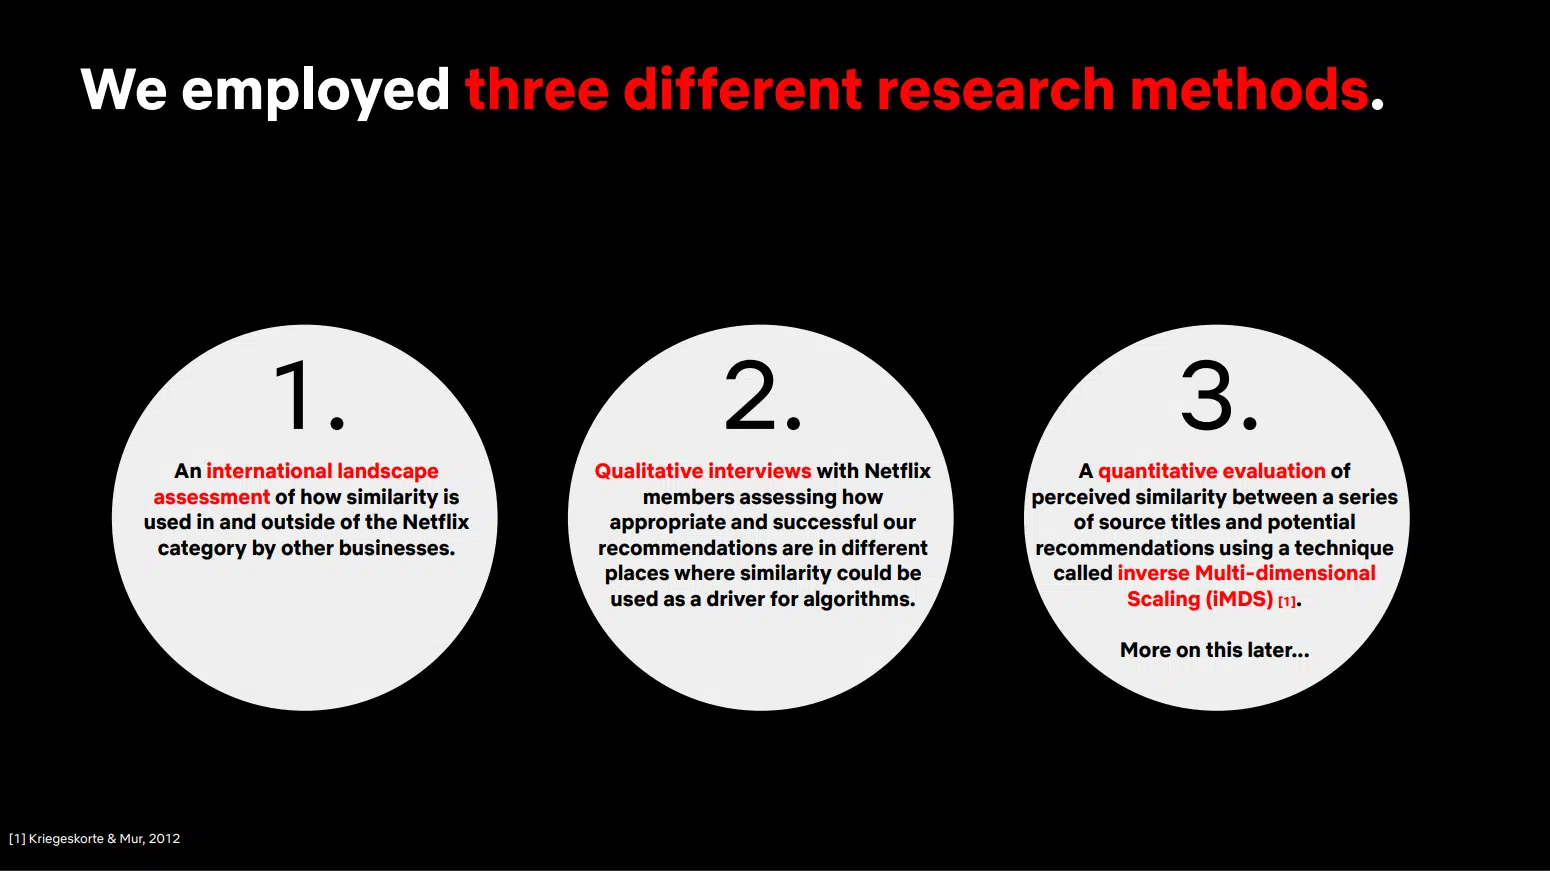 We employed three different research methods.
1.
An international landscape
assessment of how similarity is
used in and outside of the Netflix
category by other businesses.
2.
Qualitative interviews with Netflix
members assessing how
appropriate and successful our
recommendations are in different
places where similarity could be
used as a driver for algorithms.
3.
A quantitative evaluation of
perceived similarity between a series
of source titles and potential
recommendations using a technique
called inverse Multi-dimensional
Scaling (iMDS) [1].
More on this later...
[1] Kriegeskorte & Mur, 2012